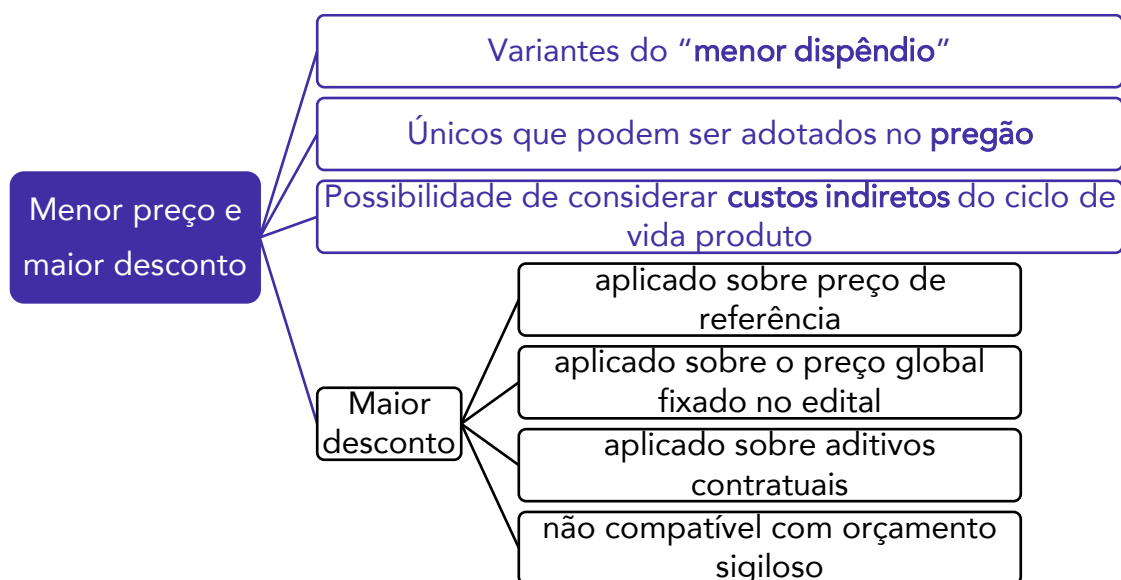 Variantes do “menor dispêndio”
Únicos que podem ser adotados no pregão
Menor preço e
maior desconto
Possibilidade de considerar custos indiretos do ciclo de
vida produto
Maior
desconto
aplicado sobre preço de
referência
aplicado sobre o preço global
fixado no edital
aplicado sobre aditivos
contratuais
não compatível com orçamento
sigiloso